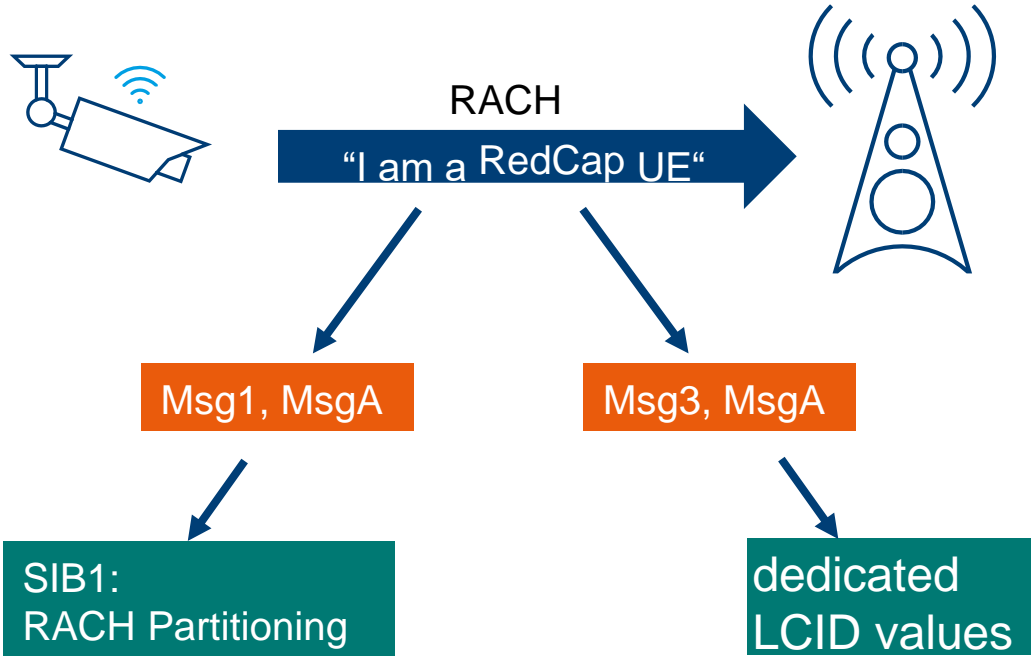 RACH
“I am a RedCap UE“
Msg1, MsgA
Msg3, MsgA
SIB1:
RACH Partitioning
dedicated
LCID values